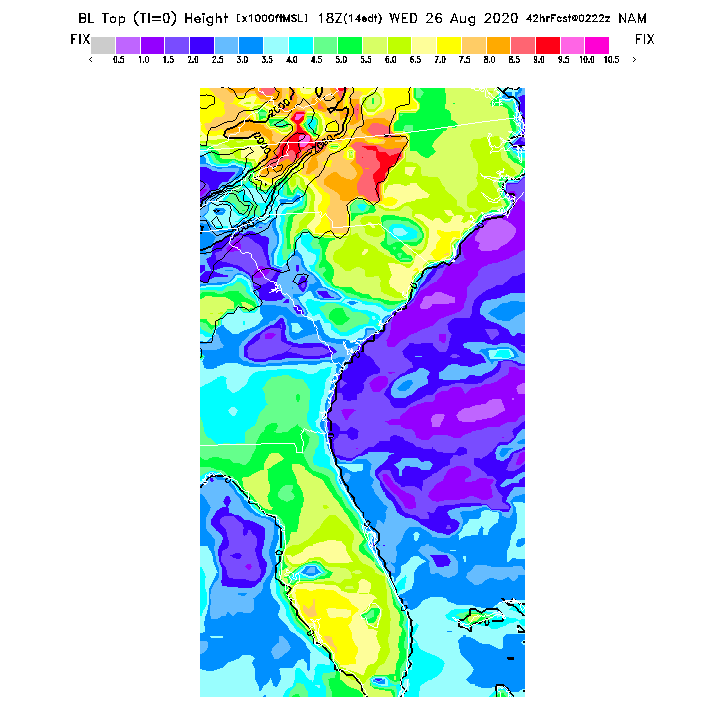 BL Top (TI=0) Height [x1000ftMSL] 18Z(14edt) WED 26 Aug 2020 42hrFcst@0222z NAM
FIX FIX
< 0.5 1.0 1.5 2.0 2.5 3.0 3.5 4.0 4.5 5.0 5.5 6.0 6.5 7.0 7.5 8.0 8.5 9.0 9.5 10.0 10.5 >
2000
2000